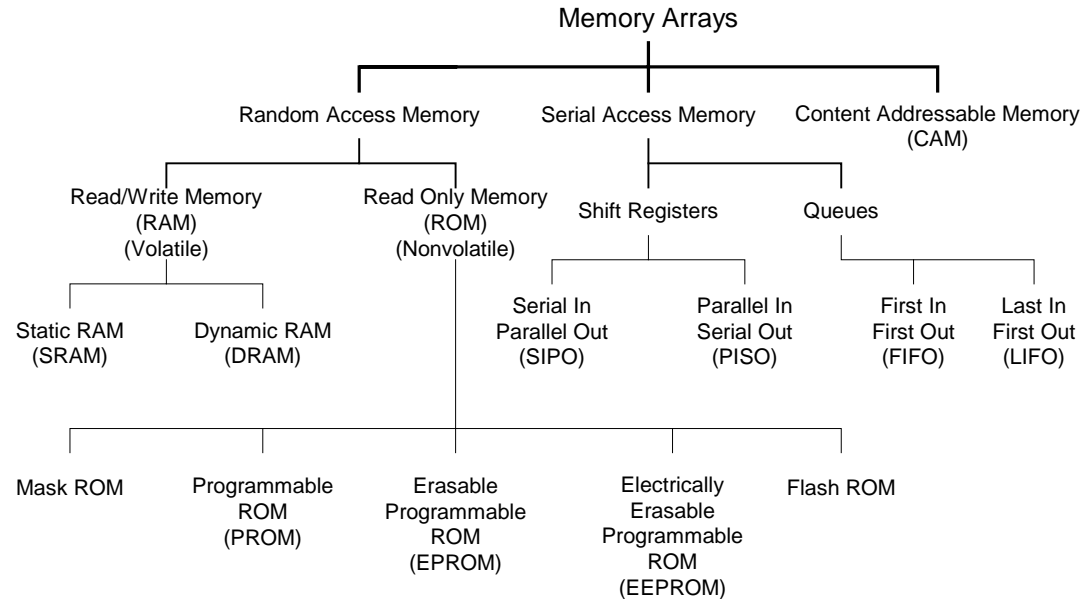 Memory Arrays
Random Access Memory
Serial Access Memory
Content Addressable Memory
(CAM)
Read/Write Memory
(RAM)
(Volatile)
Read Only Memory
(ROM)
(Nonvolatile)
Shift Registers
Queues
Static RAM
(SRAM)
Dynamic RAM
(DRAM)
Serial In
Parallel Out
(SIPO)
Parallel In
Serial Out
(PISO)
First In
First Out
(FIFO)
Last In
First Out
(LIFO)
Mask ROM
Programmable
ROM
(PROM)
Erasable
Programmable
ROM
(EPROM)
Electrically
Erasable
Programmable
ROM
(EEPROM)
Flash ROM